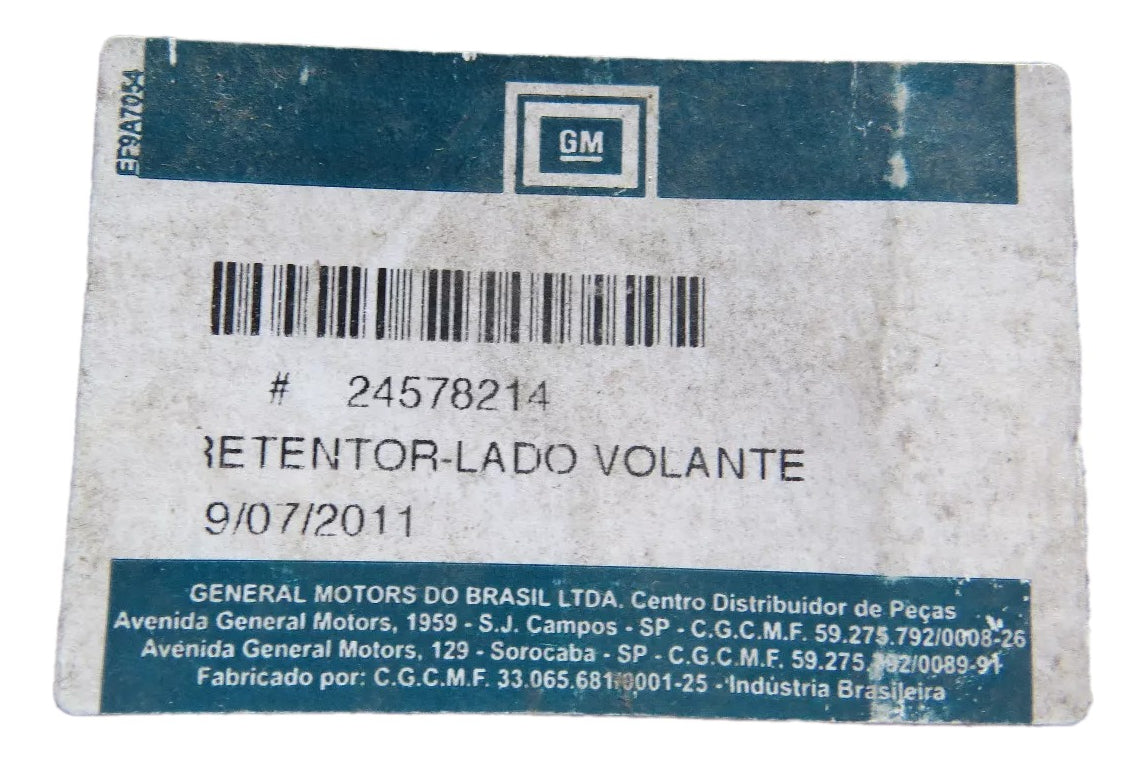 EF9A7054
GM
# 24578214
RETENTOR-LADO VOLANTE
9/07/2011
GENERAL MOTORS DO BRASIL LTDA. Centro Distribuidor de Peças
Avenida General Motors, 1959 - S.J. Campos - SP - C.G.C.M.F. 59.275.792/0008-26
Avenida General Motors, 129 - Sorocaba - SP - C.G.C.M.F. 59.275.792/0089-91
Fabricado por: C.G.C.M.F. 33.065.681/0001-25 - Indústria Brasileira